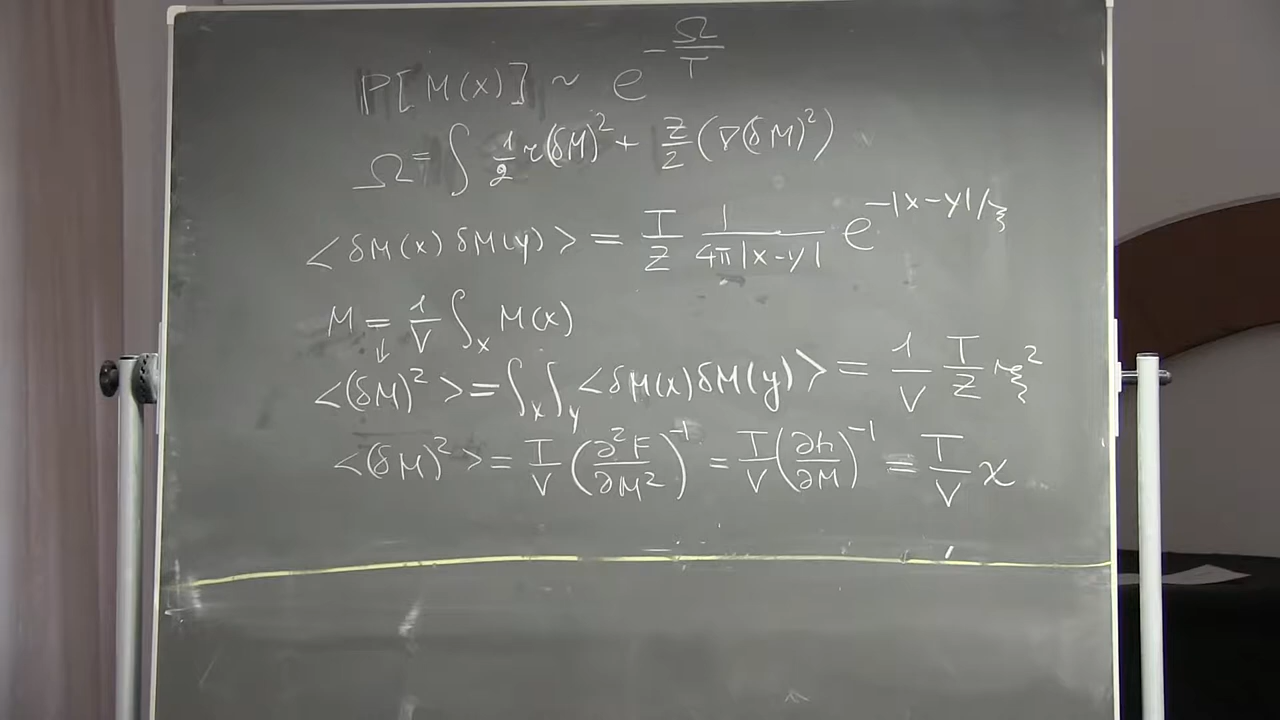 P[M(x)] ~ e^{-Ω/T}
Ω = ∫ 1/2 r(δM)² + Z/2 (∇(δM)²)
<δM(x) δM(y)> = T/Z 1/(4π|x-y|) e^{-|x-y|/ξ}
M = 1/V ∫_x M(x)
↓
<(δM)²> = ∫_x ∫_y <δM(x)δM(y)> = 1/V T/Z ξ²
<(δM)²> = T/V (∂²F/∂M²)^{-1} = T/V (∂h/∂M)^{-1} = T/V χ